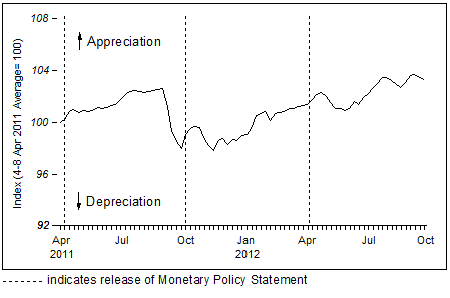 Index (4-8 Apr 2011 Average= 100)
108
104
100
96
92
Appreciation
Depreciation
Apr Jul Oct Jan Apr Jul Oct
2011 2012
indicates release of Monetary Policy Statement